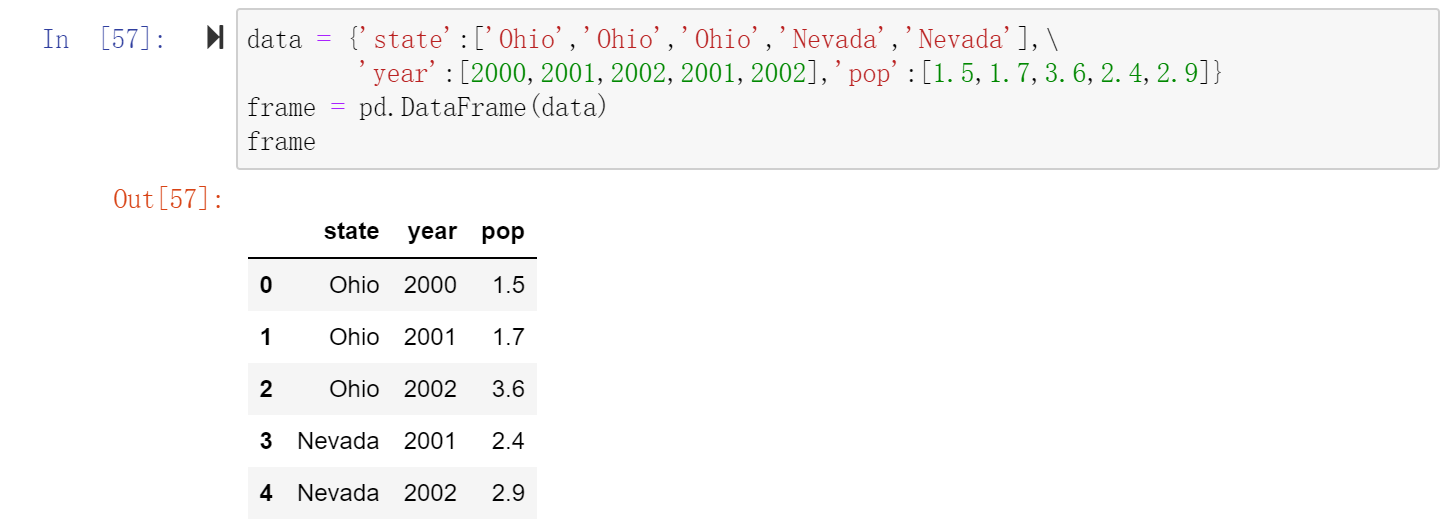 In [57]: data = {'state':['Ohio','Ohio','Ohio','Nevada','Nevada'],\
'year':[2000,2001,2002,2001,2002],'pop':[1.5,1.7,3.6,2.4,2.9]}
frame = pd.DataFrame(data)
frame
Out[57]:
state year pop
0 Ohio 2000 1.5
1 Ohio 2001 1.7
2 Ohio 2002 3.6
3 Nevada 2001 2.4
4 Nevada 2002 2.9